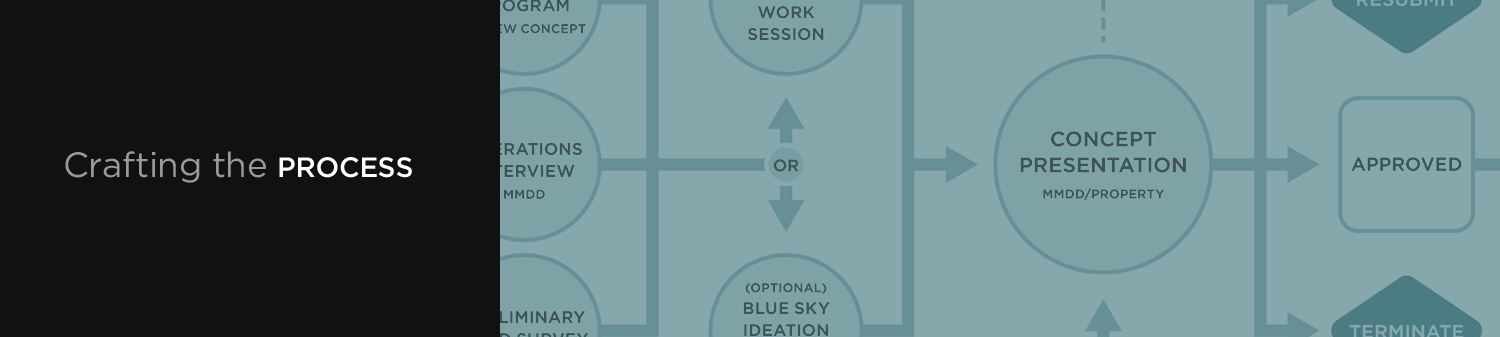 Crafting the PROCESS
OGRAM
EW CONCEPT
ERATIONS
TERVIEW
MMDD
LIMINARY
WORK
SESSION
OR
(OPTIONAL)
BLUE SKY
IDEATION
CONCEPT
PRESENTATION
MMDD/PROPERTY
RESUBMIT
APPROVED
TERMINATE